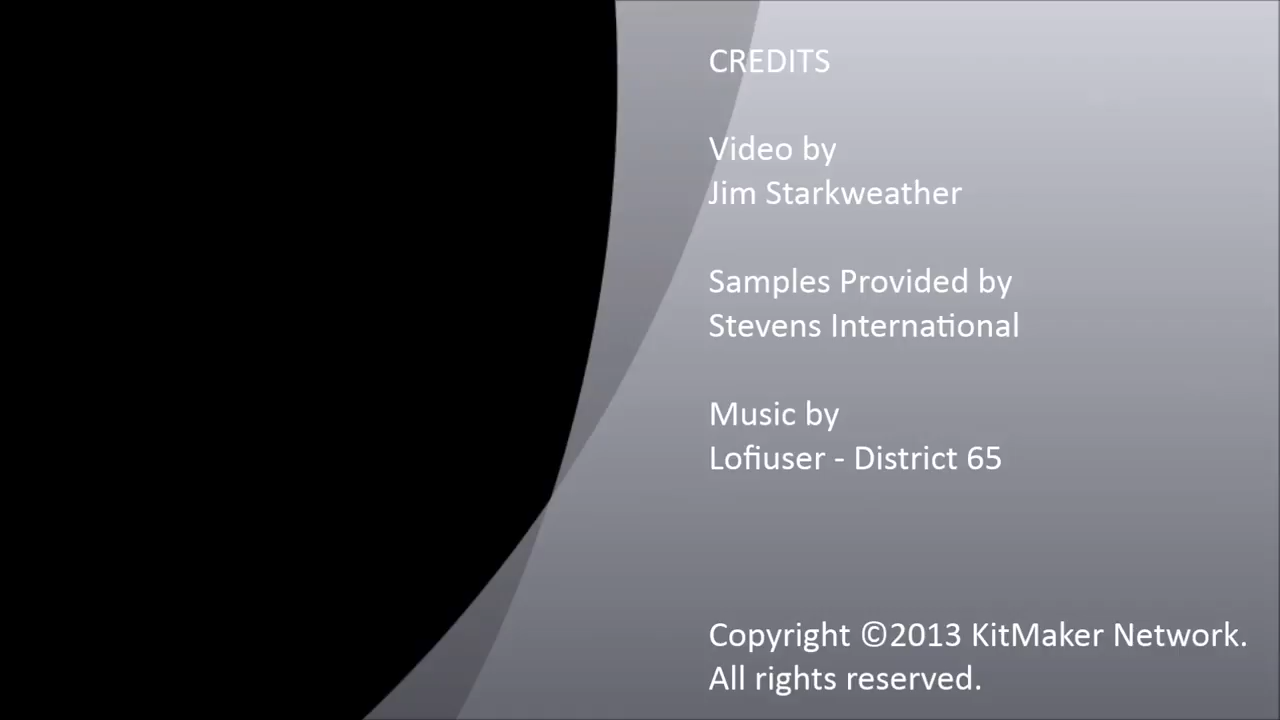 CREDITS
Video by
Jim Starkweather
Samples Provided by
Stevens International
Music by
Lofiuser - District 65
Copyright ©2013 KitMaker Network.
All rights reserved.